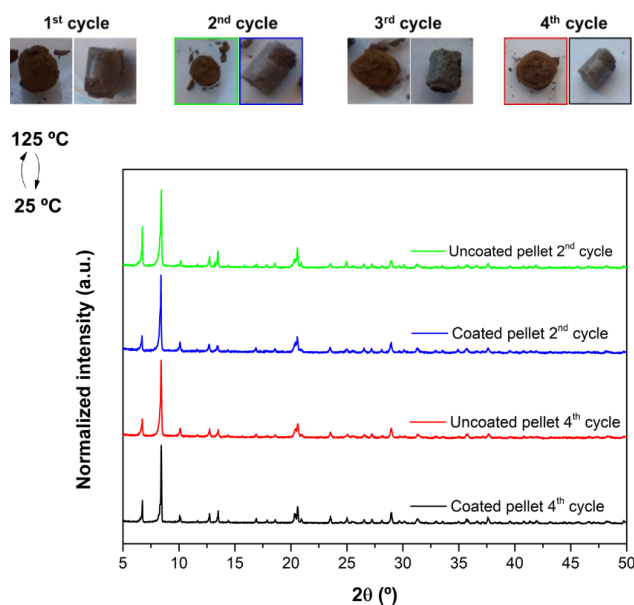 1st cycle 2nd cycle 3rd cycle 4th cycle
125 ºC
25 ºC
Normalized intensity (a.u.)
Uncoated pellet 2nd cycle
Coated pellet 2nd cycle
Uncoated pellet 4th cycle
Coated pellet 4th cycle
5 10 15 20 25 30 35 40 45 50
2θ (º)